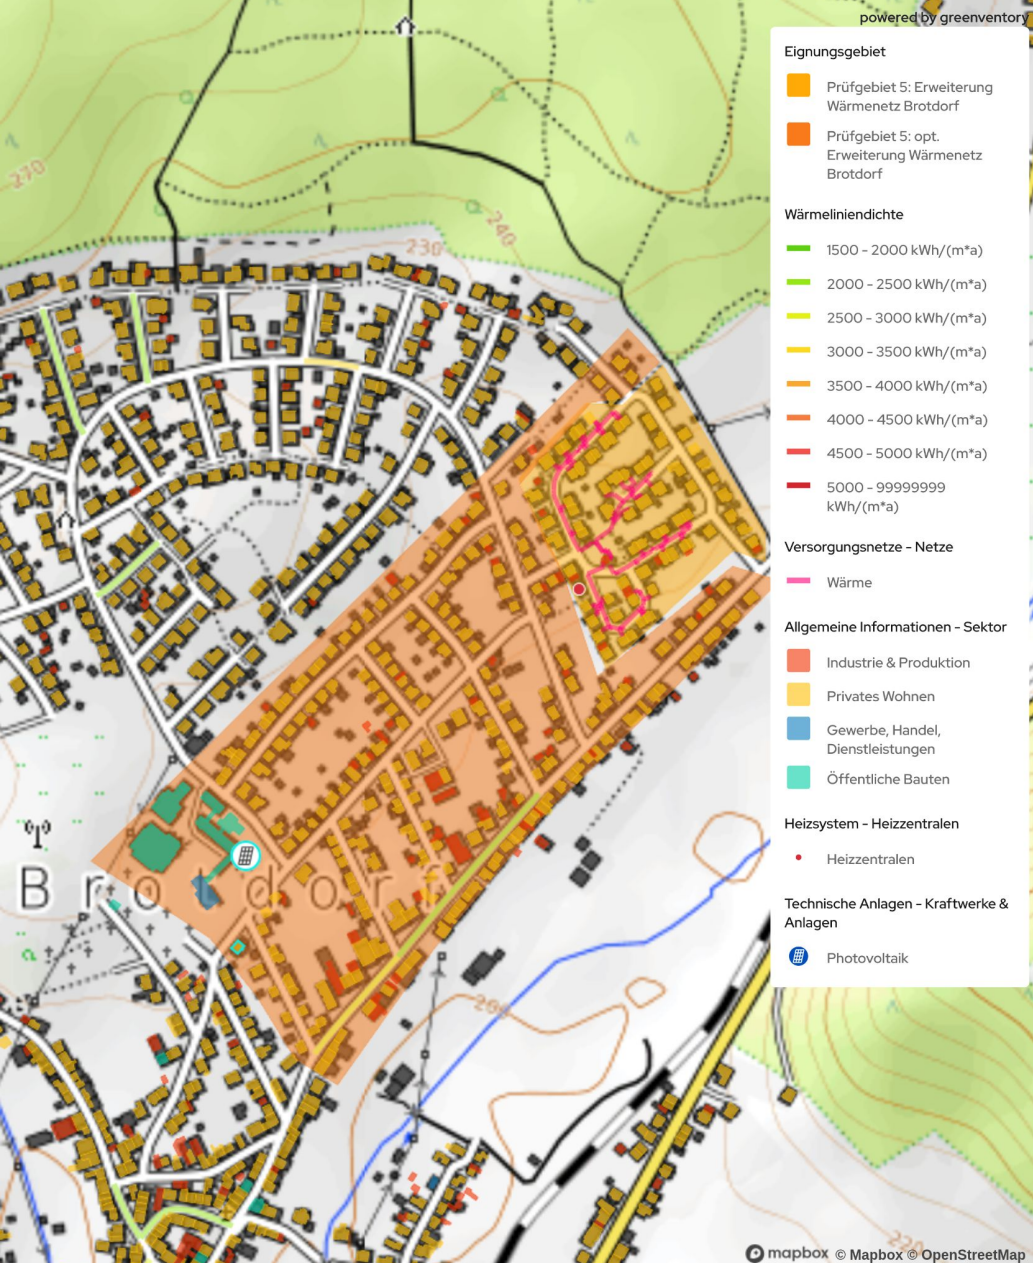 powered by greenventory
Eignungsgebiet
Prüfgebiet 5: Erweiterung
Wärmenetz Brotdorf
Prüfgebiet 5: opt.
Erweiterung Wärmenetz
Brotdorf
Wärmeliniendichte
1500 - 2000 kWh/(m*a)
2000 - 2500 kWh/(m*a)
2500 - 3000 kWh/(m*a)
3000 - 3500 kWh/(m*a)
3500 - 4000 kWh/(m*a)
4000 - 4500 kWh/(m*a)
4500 - 5000 kWh/(m*a)
5000 - 99999999
kWh/(m*a)
Versorgungsnetze - Netze
Wärme
Allgemeine Informationen - Sektor
Industrie & Produktion
Privates Wohnen
Gewerbe, Handel,
Dienstleistungen
Öffentliche Bauten
Heizsystem - Heizzentralen
Heizzentralen
Technische Anlagen - Kraftwerke &
Anlagen
Photovoltaik
270
240
230
Brotdorf
200
220
mapbox © Mapbox © OpenStreetMap